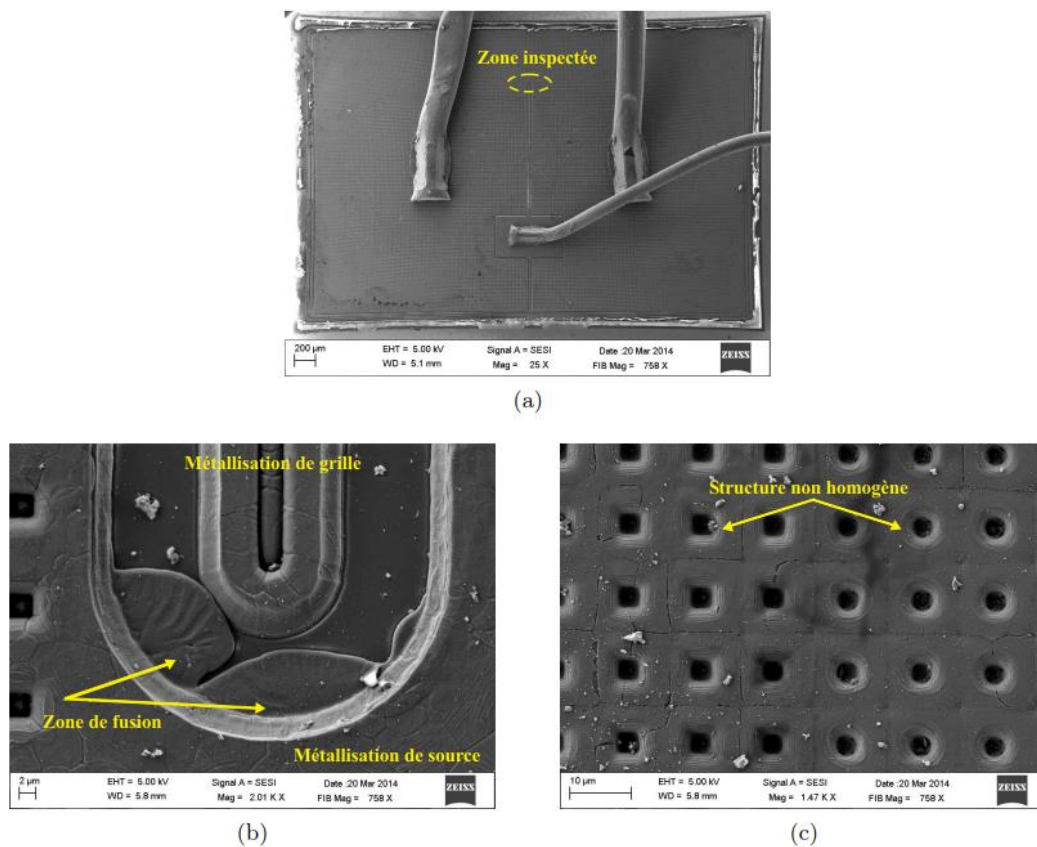 Zone inspectée
200 µm
EHT = 5.00 kV
Signal A = SESI
Date :20 Mar 2014
WD = 5.1 mm
Mag = 25 X
FIB Mag = 758 X
ZEISS
(a)
Métallisation de grille
Zone de fusion
Métallisation de source
2 µm
EHT = 5.00 kV
Signal A = SESI
Date :20 Mar 2014
WD = 5.8 mm
Mag = 2.01 K X
FIB Mag = 758 X
ZEISS
(b)
Structure non homogène
10 µm
EHT = 5.00 kV
Signal A = SESI
Date :20 Mar 2014
WD = 5.8 mm
Mag = 1.47 K X
FIB Mag = 758 X
ZEISS
(c)